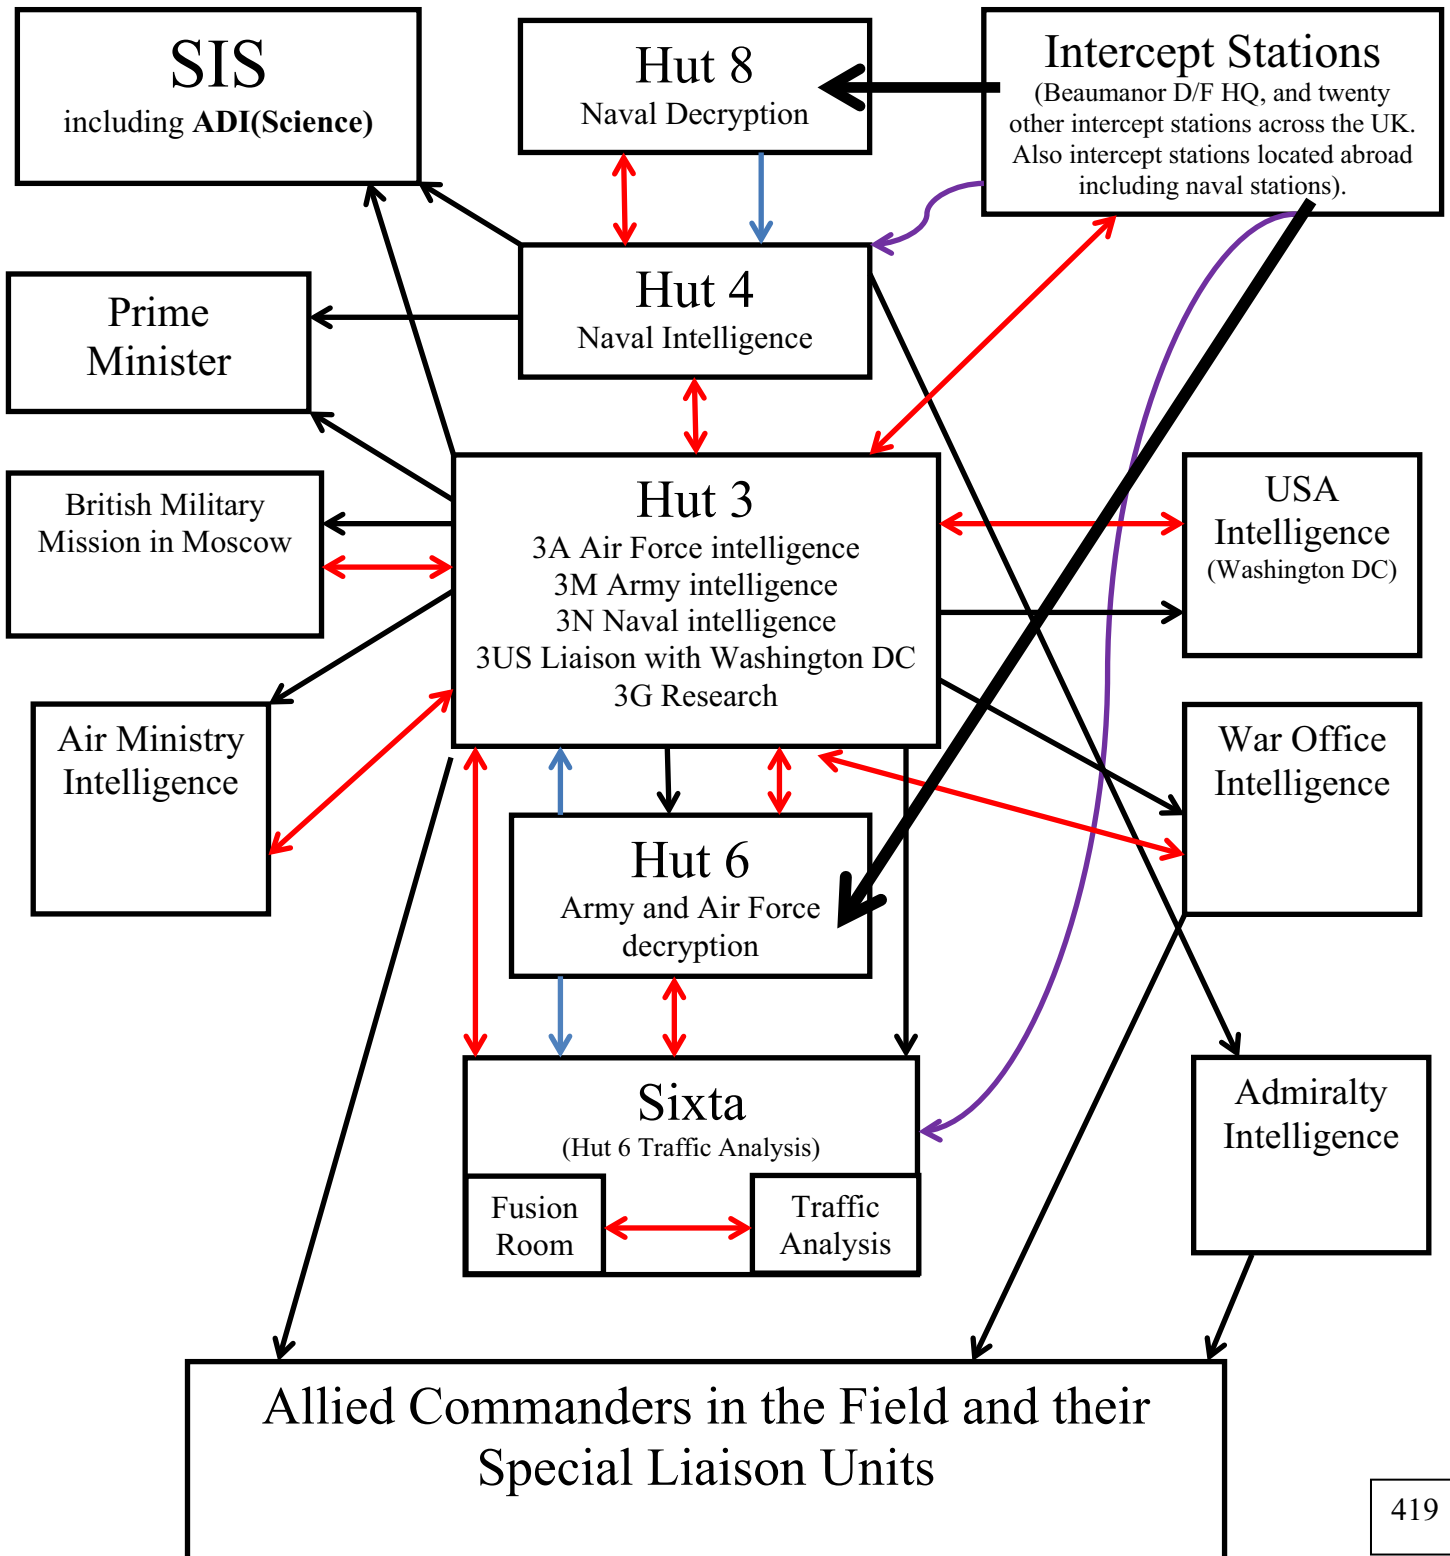 SIS
including ADI(Science)
Hut 8
Naval Decryption
Intercept Stations
(Beaumanor D/F HQ, and twenty
other intercept stations across the UK.
Also intercept stations located abroad
including naval stations).
Hut 4
Naval Intelligence
Prime
Minister
British Military
Mission in Moscow
Hut 3
3A Air Force intelligence
3M Army intelligence
3N Naval intelligence
3US Liaison with Washington DC
3G Research
USA
Intelligence
(Washington DC)
Air Ministry
Intelligence
War Office
Intelligence
Hut 6
Army and Air Force
decryption
Sixta
(Hut 6 Traffic Analysis)
Fusion
Room
Traffic
Analysis
Admiralty
Intelligence
Allied Commanders in the Field and their
Special Liaison Units
419